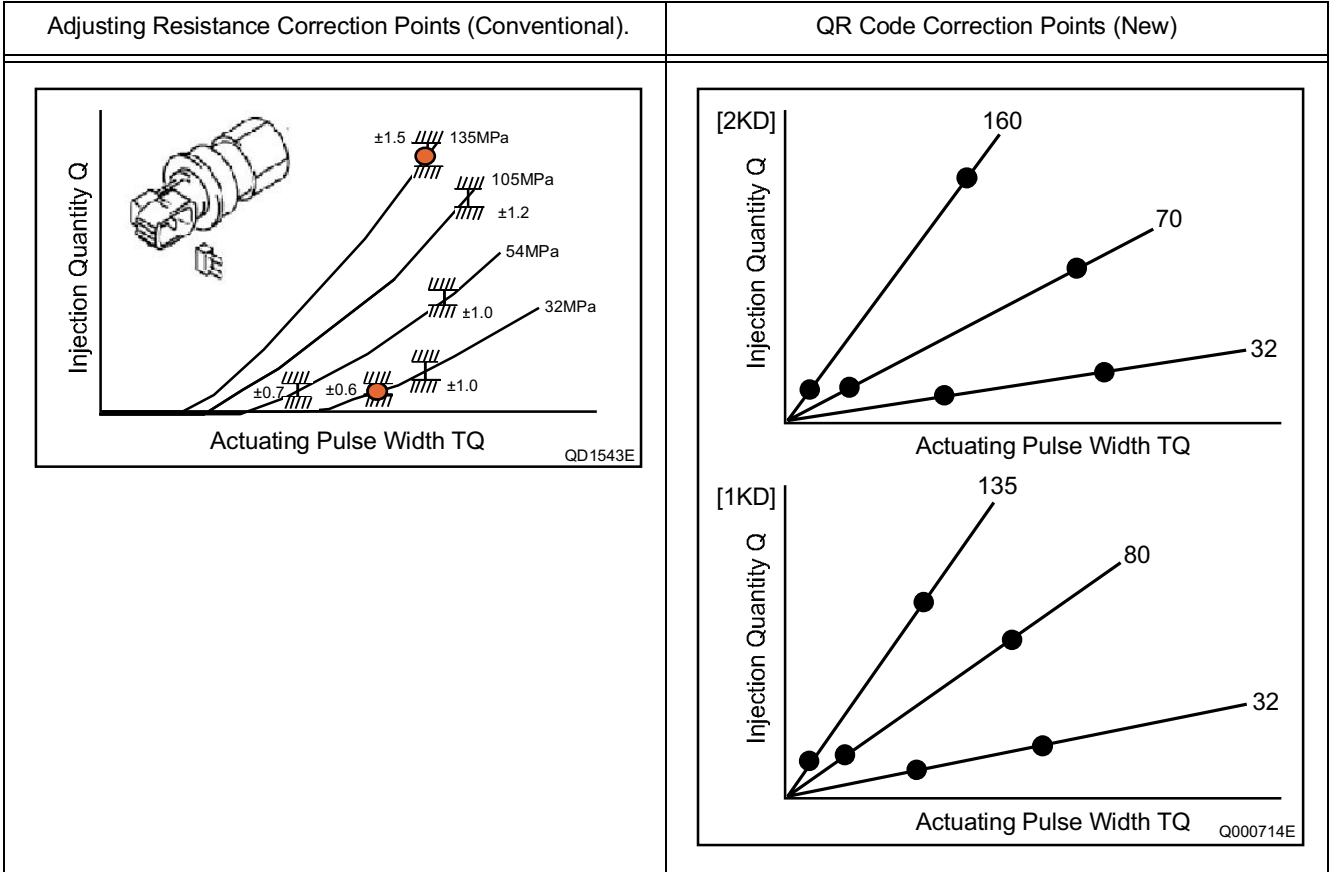 Adjusting Resistance Correction Points (Conventional).
QR Code Correction Points (New)
Injection Quantity Q
±1.5
135MPa
105MPa
±1.2
54MPa
±1.0
32MPa
±0.7
±0.6
±1.0
Actuating Pulse Width TQ
QD1543E
[2KD]
160
70
32
Injection Quantity Q
Actuating Pulse Width TQ
[1KD]
135
80
32
Injection Quantity Q
Actuating Pulse Width TQ
Q000714E